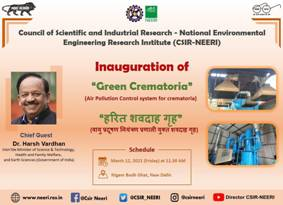 Council of Scientific and Industrial Research - National Environmental
Engineering Research Institute (CSIR-NEERI)
Inauguration of
"Green Crematoria"
(Air Pollution Control system for crematoria)
"हरित शवदाह गृह"
(वायु प्रदूषण नियंत्रण प्रणाली युक्त शवदाह गृह)
Chief Guest
Dr. Harsh Vardhan
Hon'ble Minister of Science & Technology,
Health and Family Welfare,
and Earth Sciences (Government of India)
Schedule
March 12, 2021 (Friday) at 11.30 AM
Nigam Bodh Ghat, New Delhi
www.neeri.res.in
@Csir Neeri
@CSIR_NEERI
@csirneeri
Director CSIR-NEERI